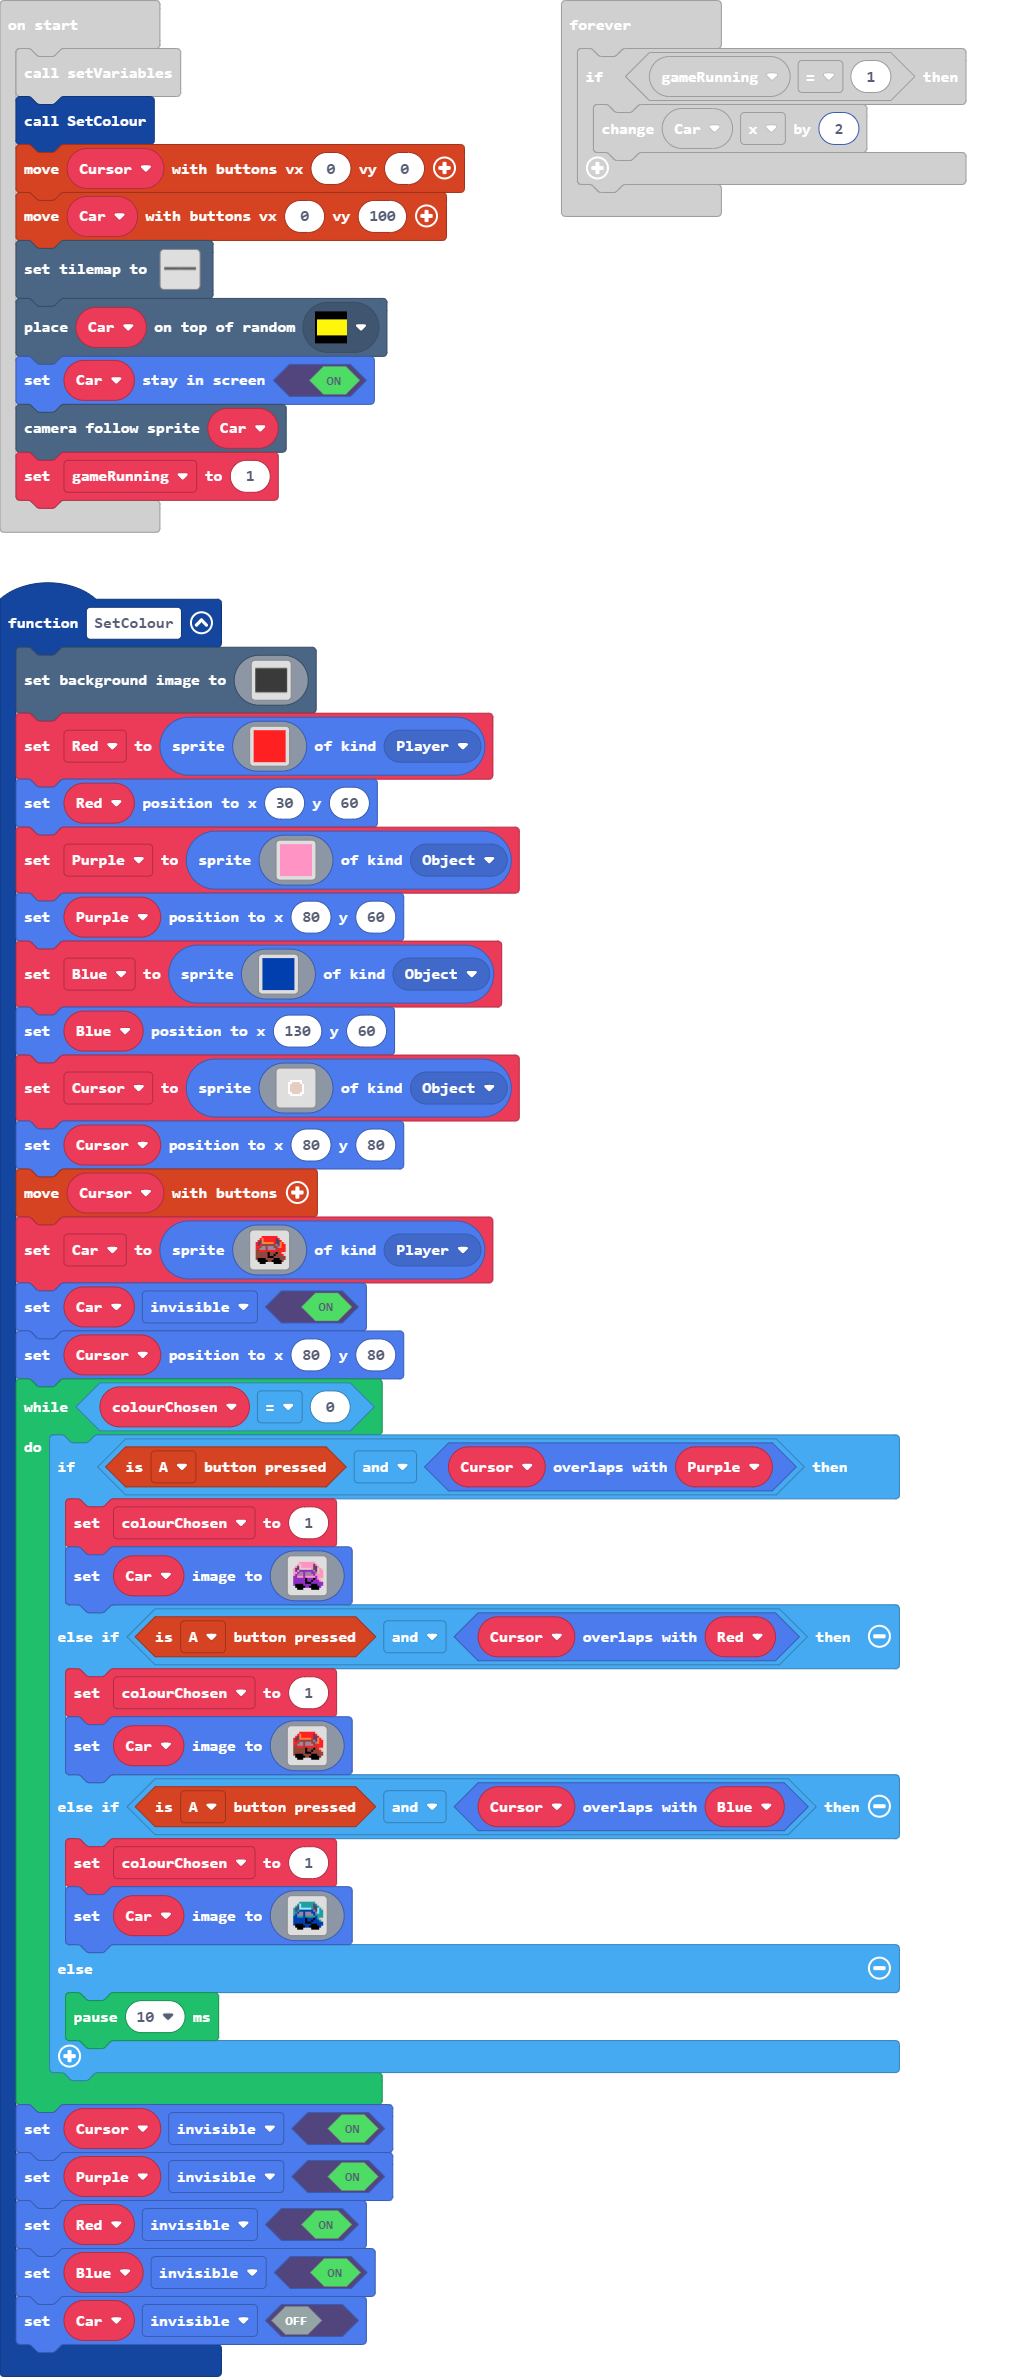 on start
call setVariables
call SetColour
move Cursor with buttons vx 0 vy 0
move Car with buttons vx 0 vy 100
set tilemap to
place Car on top of random
set Car stay in screen ON
camera follow sprite Car
set gameRunning to 1
forever
if gameRunning = 1 then
change Car x by 2
function SetColour
set background image to
set Red to sprite of kind Player
set Red position to x 30 y 60
set Purple to sprite of kind Object
set Purple position to x 80 y 60
set Blue to sprite of kind Object
set Blue position to x 130 y 60
set Cursor to sprite of kind Object
set Cursor position to x 80 y 80
move Cursor with buttons
set Car to sprite of kind Player
set Car invisible ON
set Cursor position to x 80 y 80
while colourChosen = 0
do
if is A button pressed and Cursor overlaps with Purple then
set colourChosen to 1
set Car image to
else if is A button pressed and Cursor overlaps with Red then
set colourChosen to 1
set Car image to
else if is A button pressed and Cursor overlaps with Blue then
set colourChosen to 1
set Car image to
else
pause 10 ms
set Cursor invisible ON
set Purple invisible ON
set Red invisible ON
set Blue invisible ON
set Car invisible OFF